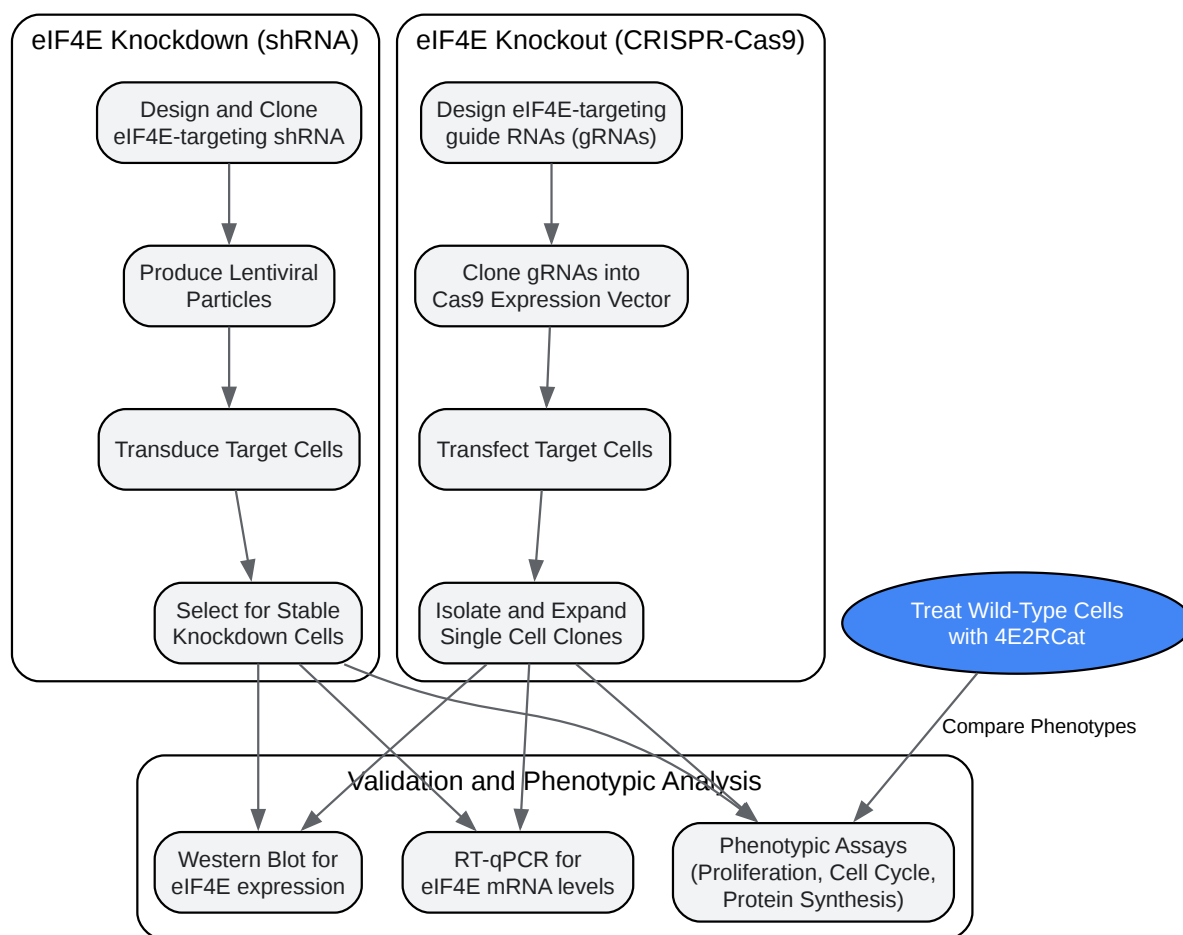 eIF4E Knockdown (shRNA)
Design and Clone
eIF4E-targeting shRNA
Produce Lentiviral
Particles
Transduce Target Cells
Select for Stable
Knockdown Cells
eIF4E Knockout (CRISPR-Cas9)
Design eIF4E-targeting
guide RNAs (gRNAs)
Clone gRNAs into
Cas9 Expression Vector
Transfect Target Cells
Isolate and Expand
Single Cell Clones
Treat Wild-Type Cells
with 4E2RCat
Compare Phenotypes
Validation and Phenotypic Analysis
Western Blot for
eIF4E expression
RT-qPCR for
eIF4E mRNA levels
Phenotypic Assays
(Proliferation, Cell Cycle,
Protein Synthesis)